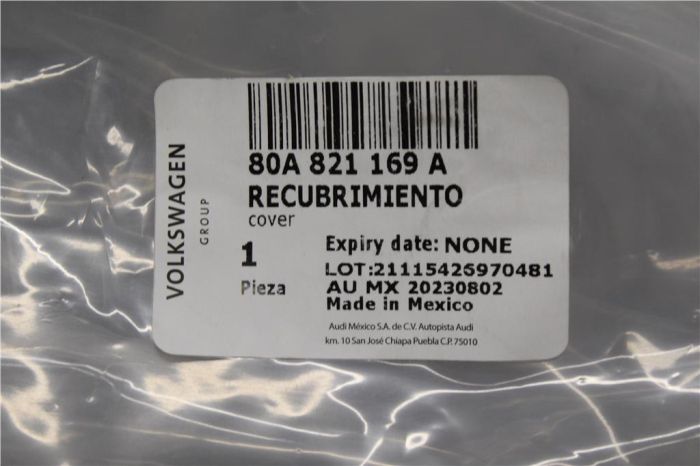 VOLKSWAGEN
GROUP
80A 821 169 A
RECUBRIMIENTO
cover
1
Pieza
Expiry date: NONE
LOT:21115426970481
AU MX 20230802
Made in Mexico
Audi México S.A. de C.V. Autopista Audi
km. 10 San José Chiapa Puebla C.P. 75010